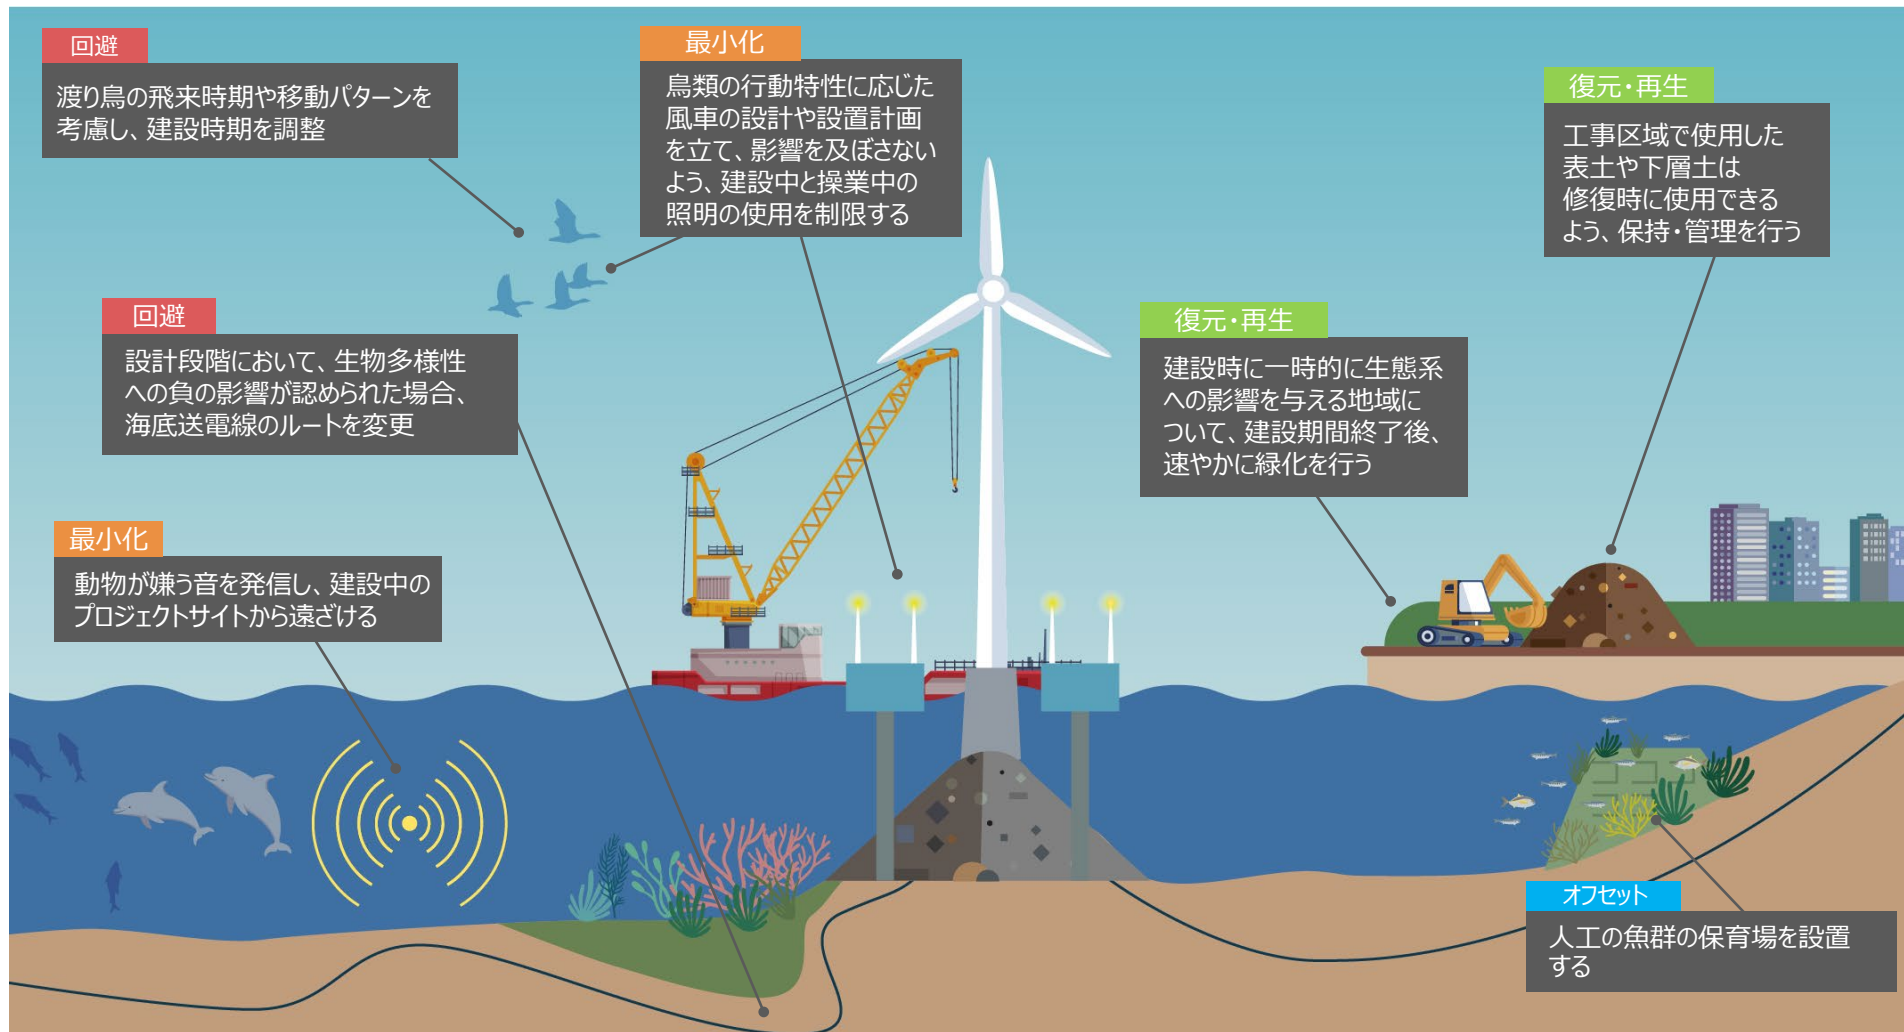 回避
渡り鳥の飛来時期や移動パターンを
考慮し、建設時期を調整
最小化
鳥類の行動特性に応じた
風車の設計や設置計画
を立て、影響を及ぼさない
よう、建設中と操業中の
照明の使用を制限する
復元・再生
工事区域で使用した
表土や下層土は
修復時に使用できる
よう、保持・管理を行う
回避
設計段階において、生物多様性
への負の影響が認められた場合、
海底送電線のルートを変更
復元・再生
建設時に一時的に生態系
への影響を与える地域に
ついて、建設期間終了後、
速やかに緑化を行う
最小化
動物が嫌う音を発信し、建設中の
プロジェクトサイトから遠ざける
オフセット
人工の魚群の保育場を設置
する